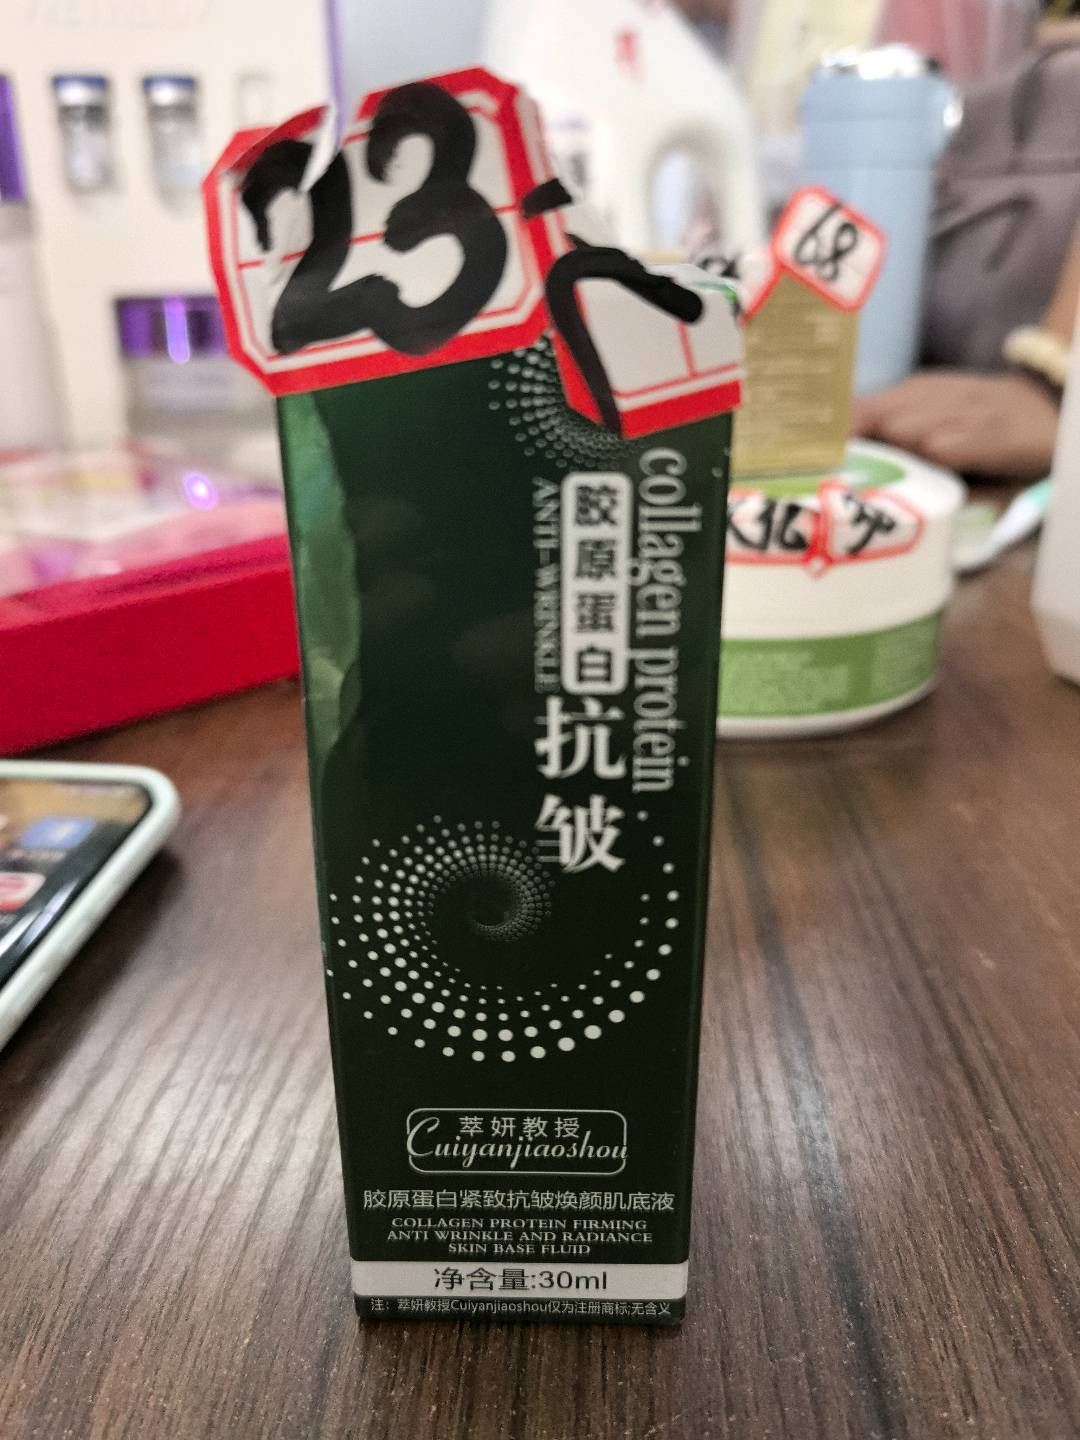 23-
68
collagen protein
胶原蛋白
ANTI-WRINKLE
抗皱
萃妍教授
Cuiyanjiaoshou
胶原蛋白紧致抗皱焕颜肌底液
COLLAGEN PROTEIN FIRMING
ANTI WRINKLE AND RADIANCE
SKIN BASE FLUID
净含量:30ml
注：萃妍教授Cuiyanjiaoshou仅为注册商标;无含义